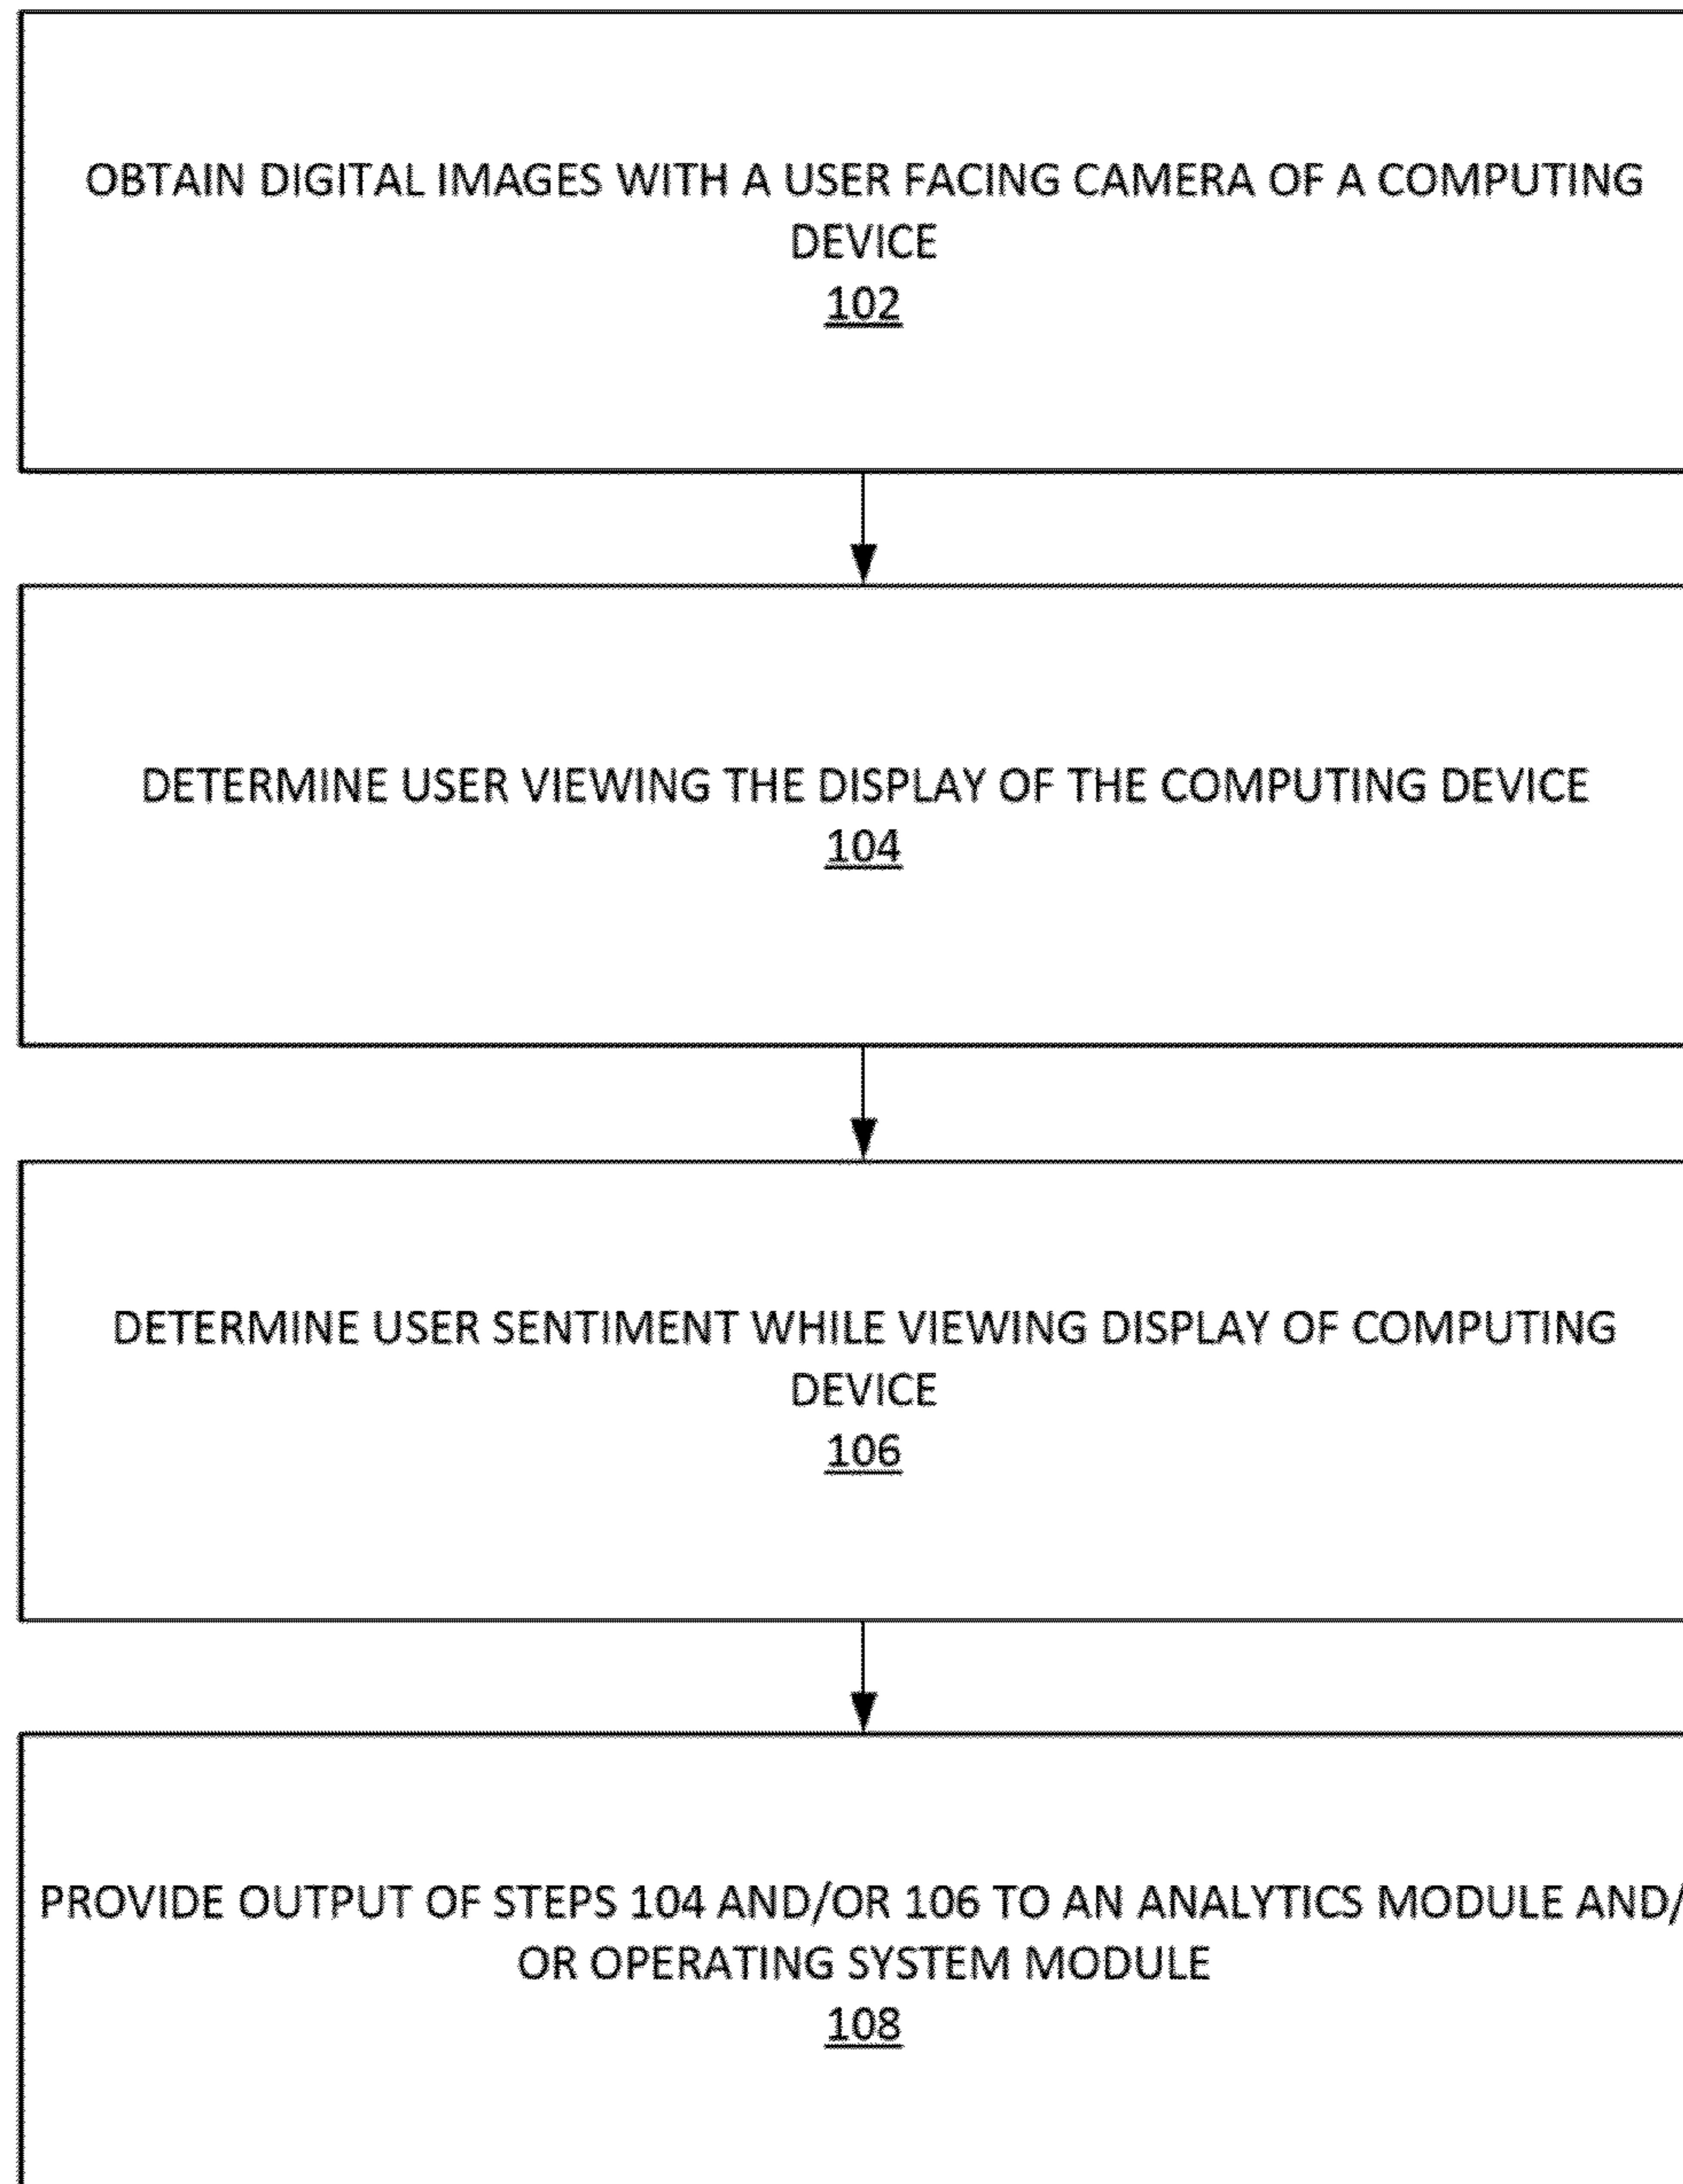 OBTAIN DIGITAL IMAGES WITH A USER FACING CAMERA OF A COMPUTING
DEVICE
102
DETERMINE USER VIEWING THE DISPLAY OF THE COMPUTING DEVICE
104
DETERMINE USER SENTIMENT WHILE VIEWING DISPLAY OF COMPUTING
DEVICE
106
PROVIDE OUTPUT OF STEPS 104 AND/OR 106 TO AN ANALYTICS MODULE AND/
OR OPERATING SYSTEM MODULE
108